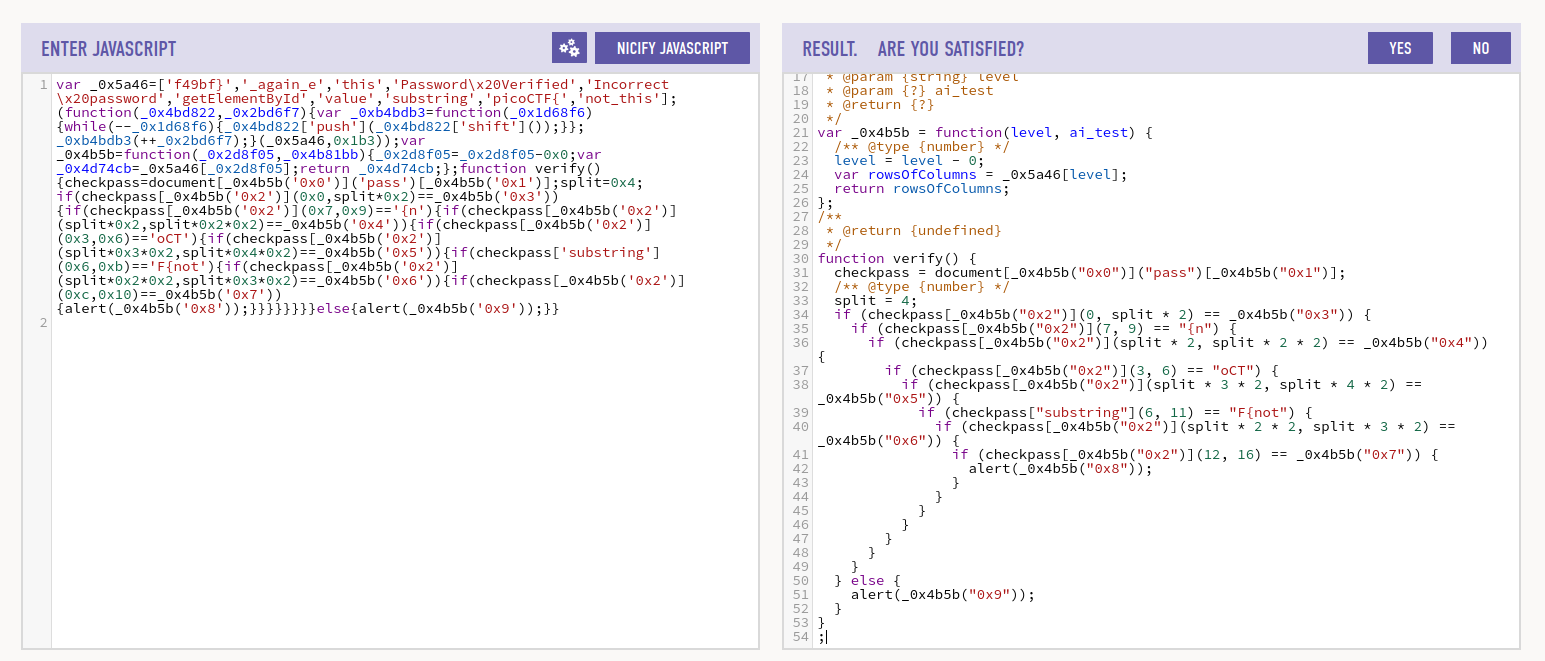 ENTER JAVASCRIPT
NICIFY JAVASCRIPT
1 var _0x5a46=['f49bf}','_again_e','this','Password\x20Verified','Incorrect
\x20password','getElementById','value','substring','picoCTF{','not_this'];
(function(_0x4bd822,_0x2bd6f7){var _0xb4bdb3=function(_0x1d68f6)
{while(--_0x1d68f6){_0x4bd822['push'](_0x4bd822['shift']());}};
_0xb4bdb3(++_0x2bd6f7);}(_0x5a46,0x1b3));var
_0x4b5b=function(_0x2d8f05,_0x4b81bb){_0x2d8f05=_0x2d8f05-0x0;var
_0x4d74cb=_0x5a46[_0x2d8f05];return _0x4d74cb;};function verify()
{checkpass=document[_0x4b5b('0x0')]('pass')[_0x4b5b('0x1')];split=0x4;
if(checkpass[_0x4b5b('0x2')](0x0,split*0x2)==_0x4b5b('0x3'))
{if(checkpass[_0x4b5b('0x2')](0x7,0x9)=='{n'){if(checkpass[_0x4b5b('0x2')]
(split*0x2,split*0x2*0x2)==_0x4b5b('0x4')){if(checkpass[_0x4b5b('0x2')]
(0x3,0x6)=='oCT'){if(checkpass[_0x4b5b('0x2')]
(split*0x3*0x2,split*0x4*0x2)==_0x4b5b('0x5')){if(checkpass['substring']
(0x6,0xb)=='F{not'){if(checkpass[_0x4b5b('0x2')]
(split*0x2*0x2,split*0x3*0x2)==_0x4b5b('0x6')){if(checkpass[_0x4b5b('0x2')]
(0xc,0x10)==_0x4b5b('0x7'))
{alert(_0x4b5b('0x8'));}}}}}}}}else{alert(_0x4b5b('0x9'));}}
2
RESULT. ARE YOU SATISFIED?
YES
NO
17 * @param {string} level
18 * @param {?} ai_test
19 * @return {?}
20 */
21 var _0x4b5b = function(level, ai_test) {
22 /** @type {number} */
23 level = level - 0;
24 var rowsOfColumns = _0x5a46[level];
25 return rowsOfColumns;
26 };
27 /**
28 * @return {undefined}
29 */
30 function verify() {
31 checkpass = document[_0x4b5b("0x0")]("pass")[_0x4b5b("0x1")];
32 /** @type {number} */
33 split = 4;
34 if (checkpass[_0x4b5b("0x2")](0, split * 2) == _0x4b5b("0x3")) {
35 if (checkpass[_0x4b5b("0x2")](7, 9) == "{n") {
36 if (checkpass[_0x4b5b("0x2")](split * 2, split * 2 * 2) == _0x4b5b("0x4"))
{
37 if (checkpass[_0x4b5b("0x2")](3, 6) == "oCT") {
38 if (checkpass[_0x4b5b("0x2")](split * 3 * 2, split * 4 * 2) ==
_0x4b5b("0x5")) {
39 if (checkpass["substring"](6, 11) == "F{not") {
40 if (checkpass[_0x4b5b("0x2")](split * 2 * 2, split * 3 * 2) ==
_0x4b5b("0x6")) {
41 if (checkpass[_0x4b5b("0x2")](12, 16) == _0x4b5b("0x7")) {
42 alert(_0x4b5b("0x8"));
43 }
44 }
45 }
46 }
47 }
48 }
49 }
50 } else {
51 alert(_0x4b5b("0x9"));
52 }
53 }
54 ;